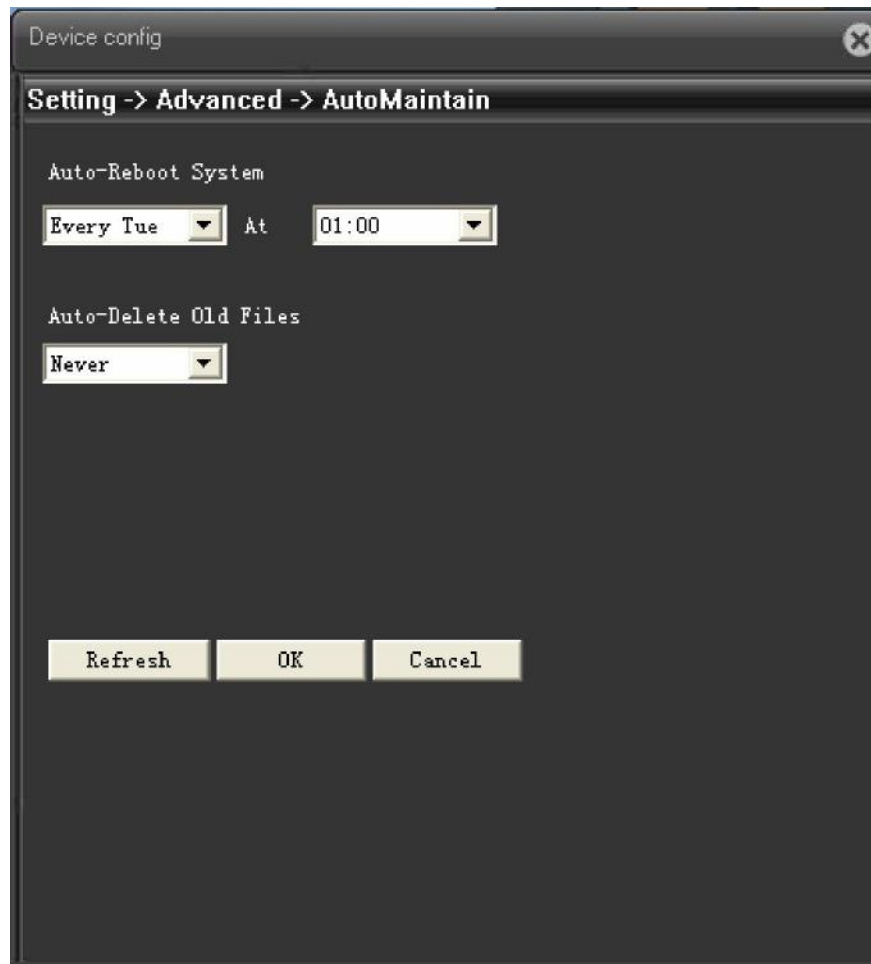 Device config
Setting -> Advanced -> AutoMaintain
Auto-Reboot System
Every Tue At 01:00
Auto-Delete Old Files
Never
Refresh OK Cancel